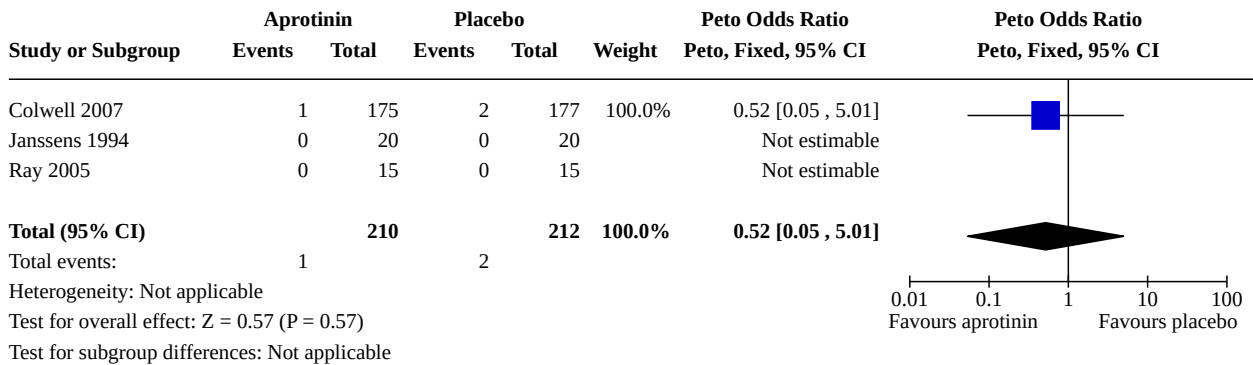 Aprotinin Placebo Peto Odds Ratio Peto Odds Ratio
Study or Subgroup Events Total Events Total Weight Peto, Fixed, 95% CI Peto, Fixed, 95% CI
Colwell 2007 1 175 2 177 100.0% 0.52 [0.05 , 5.01]
Janssens 1994 0 20 0 20 Not estimable
Ray 2005 0 15 0 15 Not estimable
Total (95% CI) 210 212 100.0% 0.52 [0.05 , 5.01]
Total events: 1 2
Heterogeneity: Not applicable
0.01 0.1 1 10 100
Test for overall effect: Z = 0.57 (P = 0.57)
Favours aprotinin Favours placebo
Test for subgroup differences: Not applicable